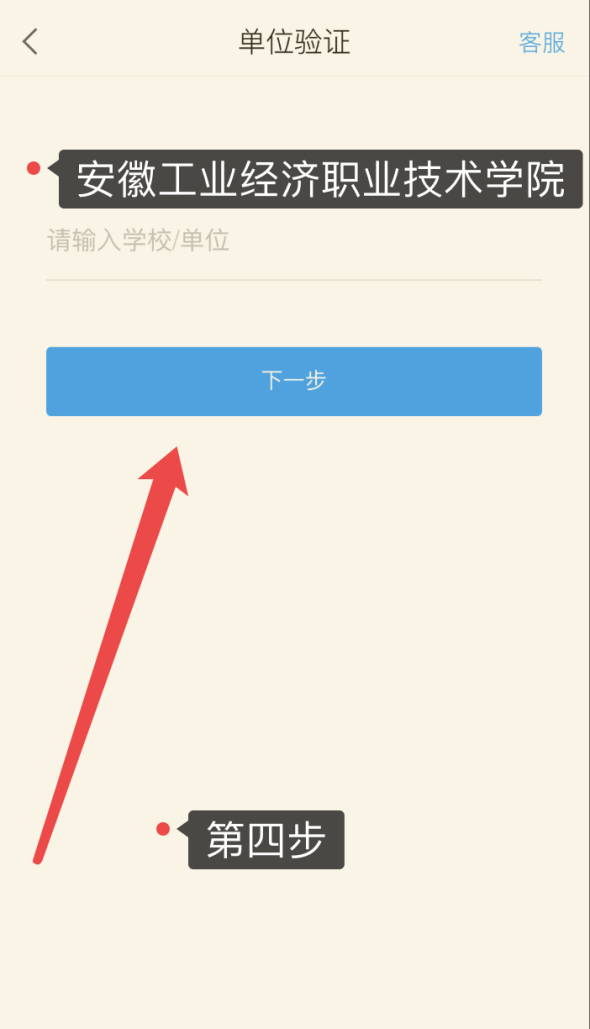 单位验证
客服
安徽工业经济职业技术学院
请输入学校/单位
下一步
第四步